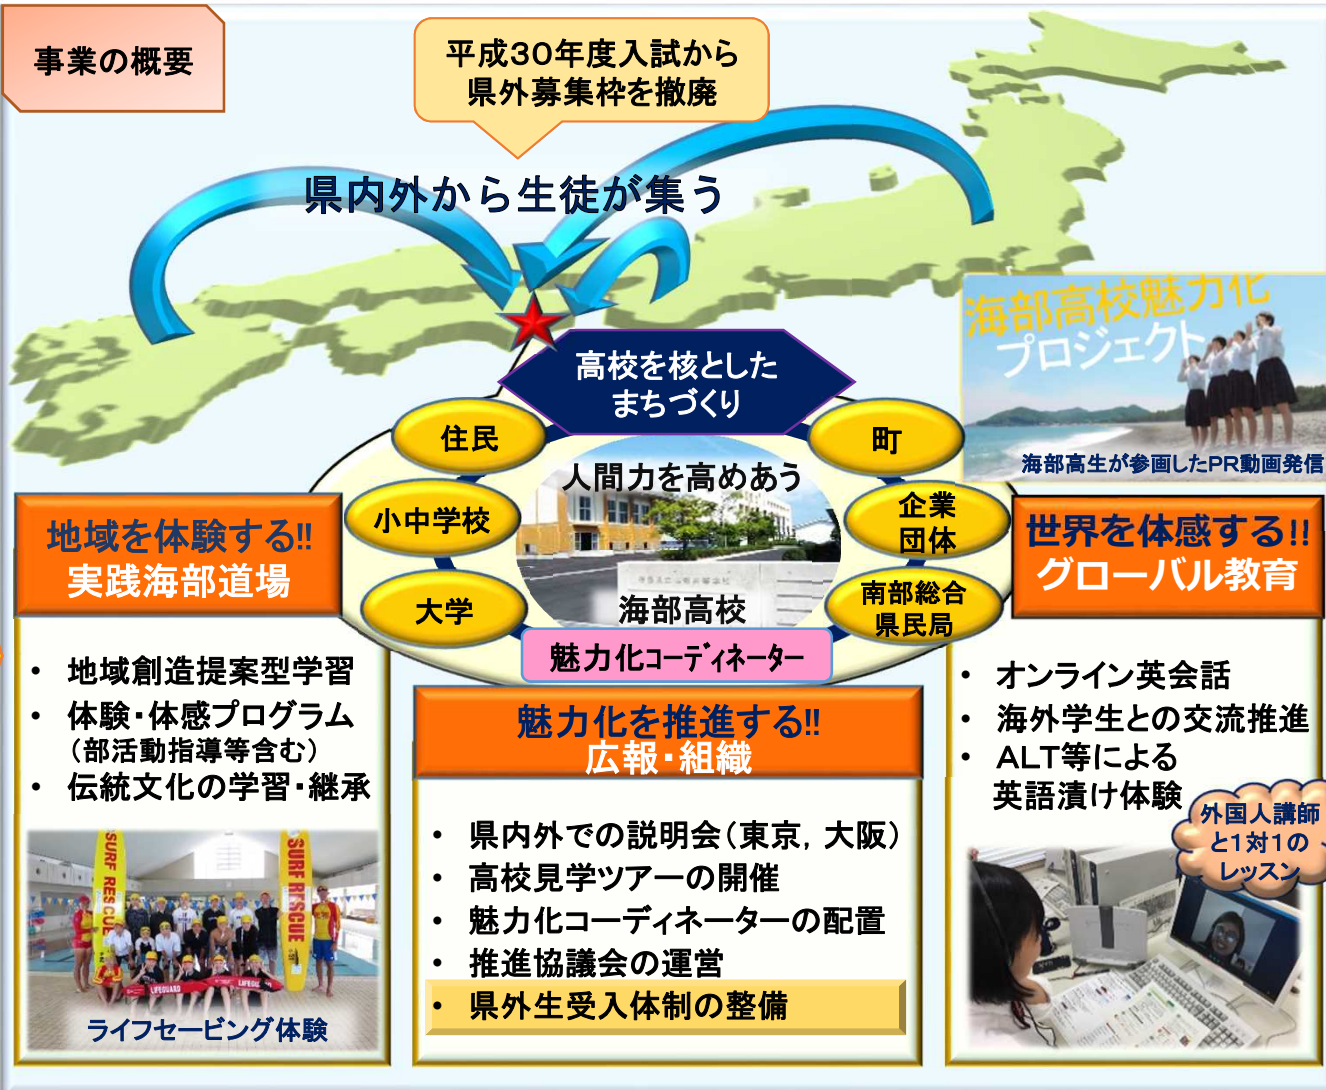 事業の概要
平成30年度入試から
県外募集枠を撤廃
県内外から生徒が集う
海部高校魅力化
プロジェクト
海部高生が参画したPR動画発信
高校を核とした
まちづくり
住民
町
小中学校
企業
団体
大学
南部総合
県民局
人間力を高めあう
海部高校
魅力化コーディネーター
地域を体験する!!
実践海部道場
・ 地域創造提案型学習
・ 体験・体感プログラム
(部活動指導等含む)
・ 伝統文化の学習・継承
SURF RESCUE
SURF RESCUE
LIFEGUARD
LIFEGUARD
ライフセービング体験
魅力化を推進する!!
広報・組織
・ 県内外での説明会(東京,大阪)
・ 高校見学ツアーの開催
・ 魅力化コーディネーターの配置
・ 推進協議会の運営
・ 県外生受入体制の整備
世界を体感する!!
グローバル教育
・ オンライン英会話
・ 海外学生との交流推進
・ ALT等による
英語漬け体験
外国人講師
と1対1の
レッスン